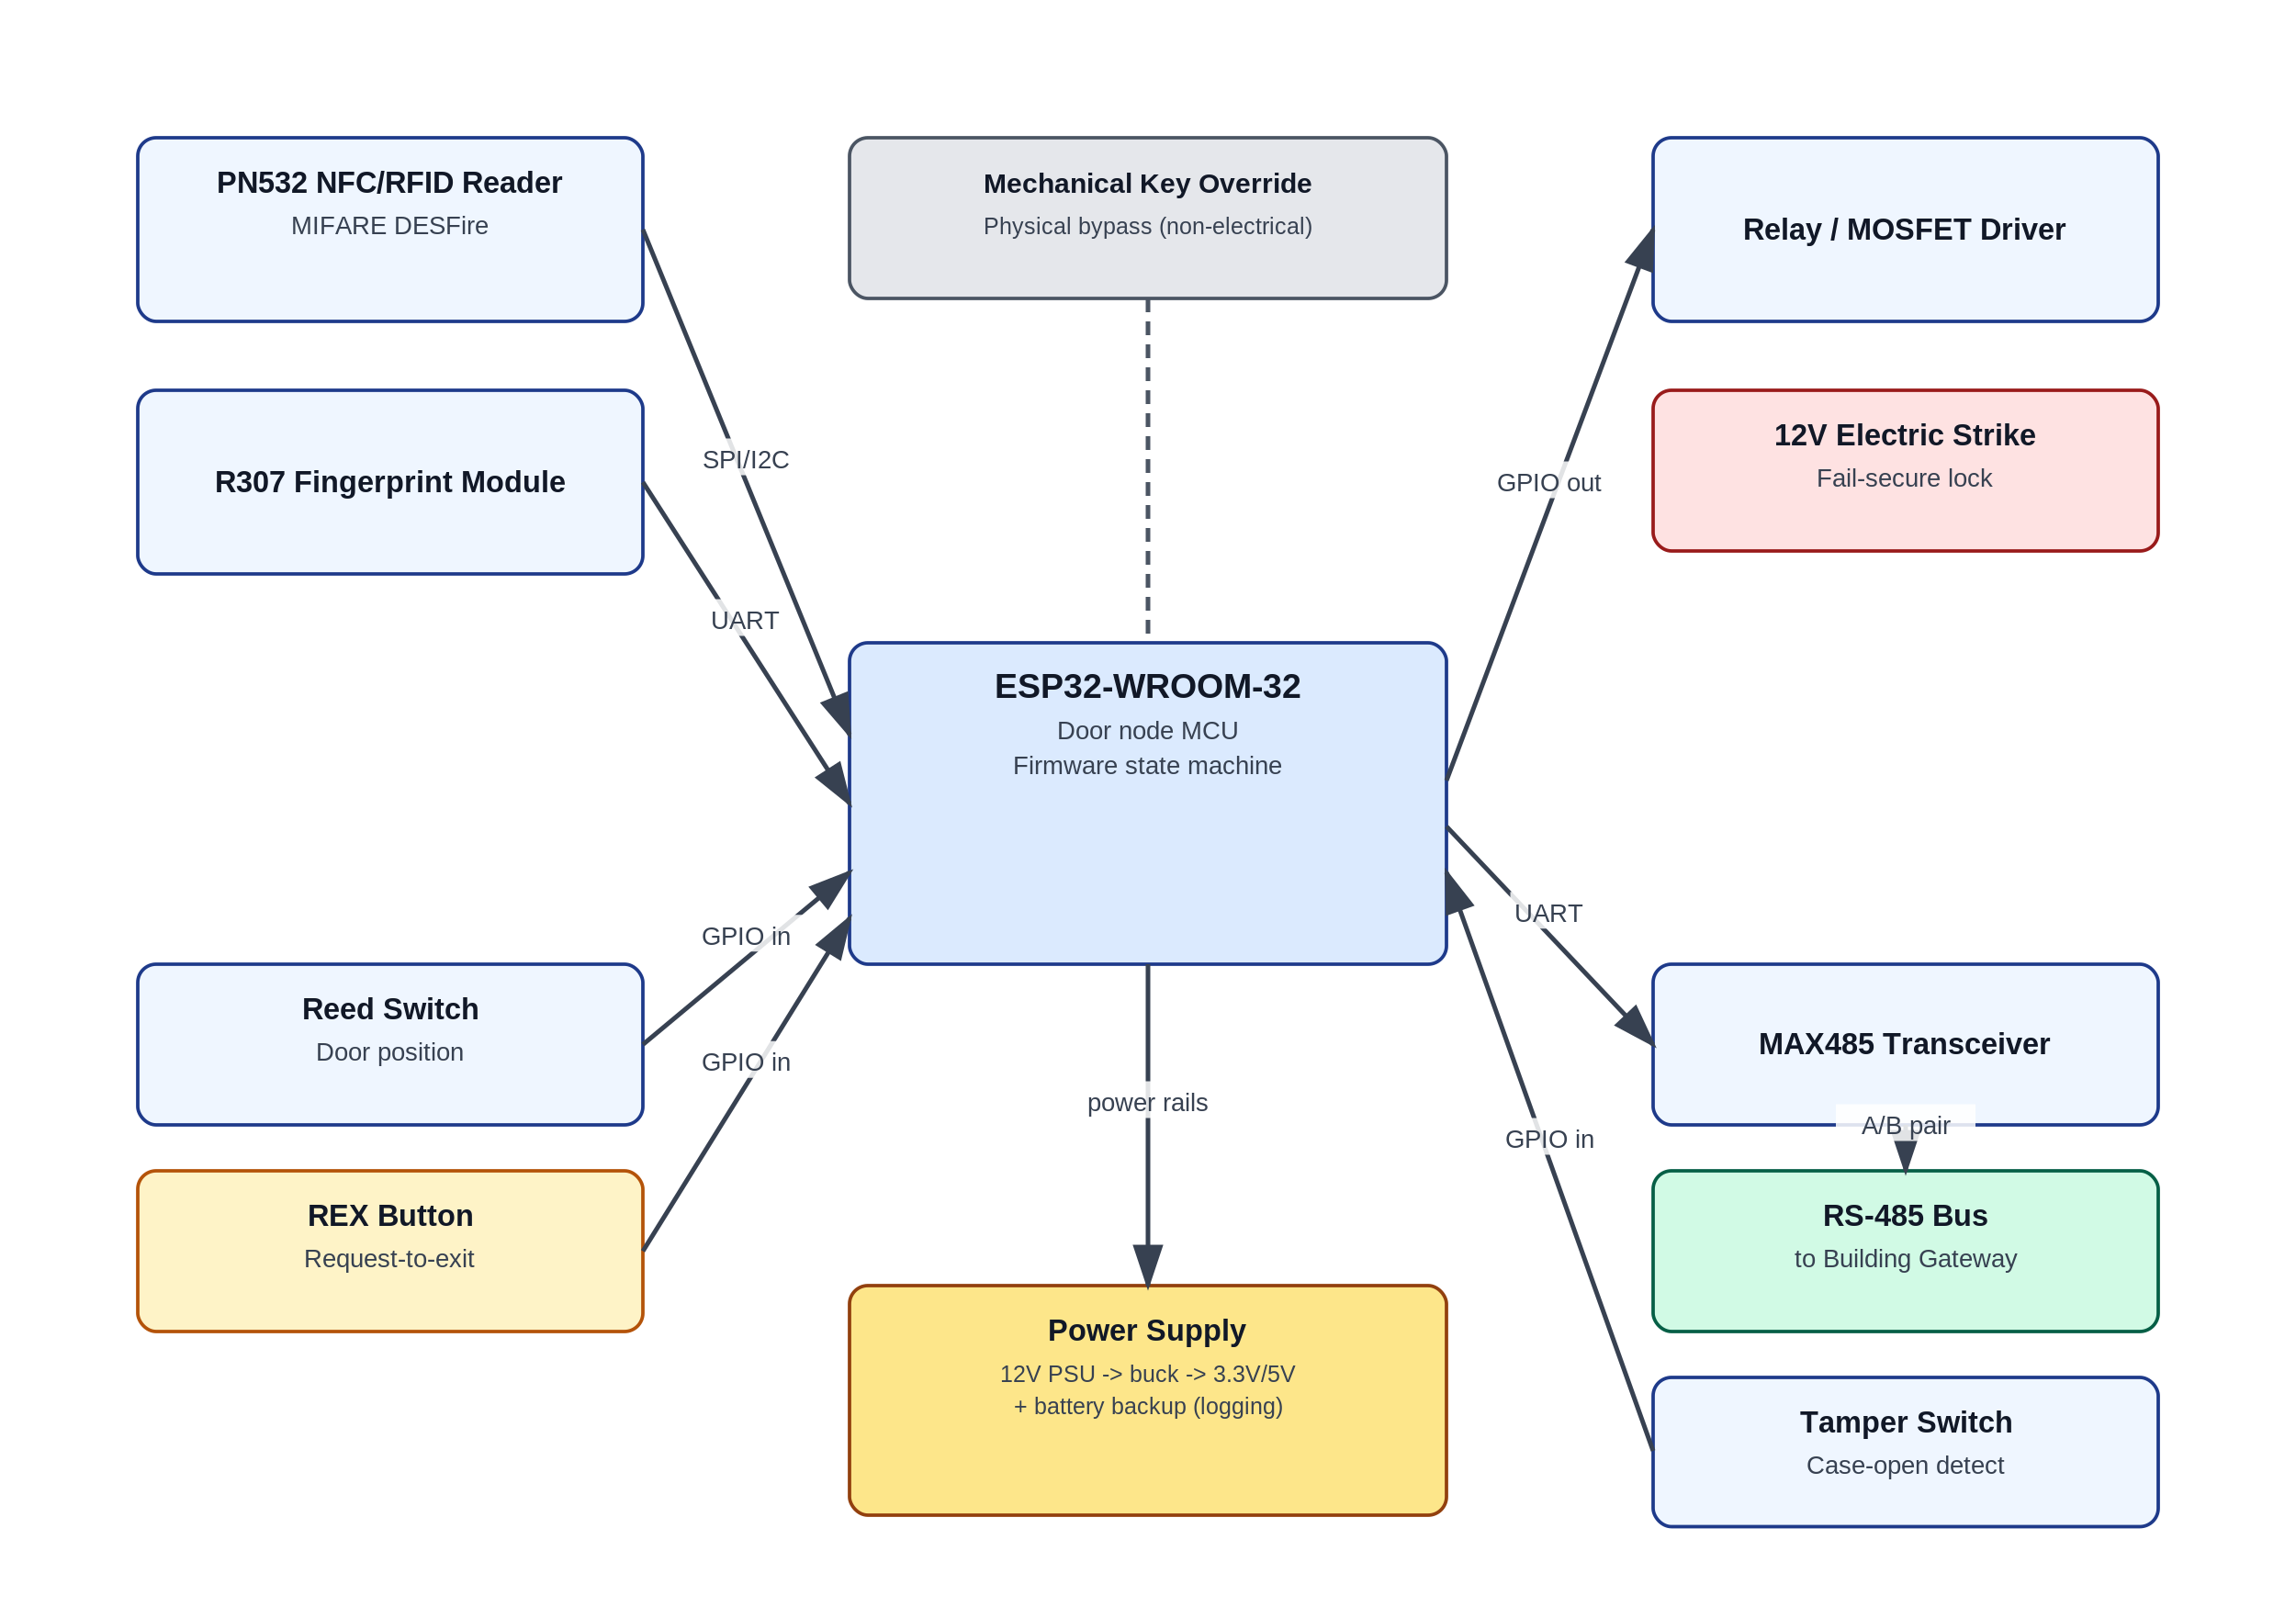 PN532 NFC/RFID Reader
MIFARE DESFire
Mechanical Key Override
Physical bypass (non-electrical)
Relay / MOSFET Driver
R307 Fingerprint Module
12V Electric Strike
Fail-secure lock
SPI/I2C
GPIO out
UART
ESP32-WROOM-32
Door node MCU
Firmware state machine
GPIO in
UART
Reed Switch
Door position
GPIO in
power rails
MAX485 Transceiver
A/B pair
GPIO in
REX Button
Request-to-exit
RS-485 Bus
to Building Gateway
Power Supply
12V PSU -> buck -> 3.3V/5V
+ battery backup (logging)
Tamper Switch
Case-open detect